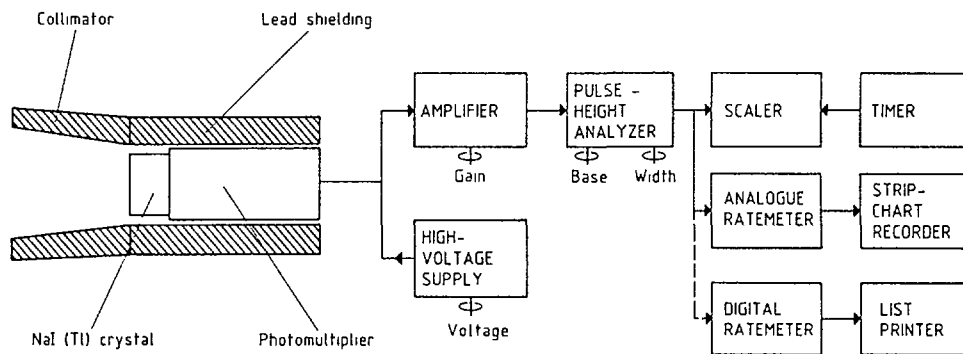 Collimator
Lead shielding
AMPLIFIER
PULSE -
HEIGHT
ANALYZER
SCALER
TIMER
Gain
Base
Width
ANALOGUE
RATEMETER
STRIP-
CHART
RECORDER
HIGH-
VOLTAGE
SUPPLY
Voltage
DIGITAL
RATEMETER
LIST
PRINTER
NaI (Tl) crystal
Photomultiplier